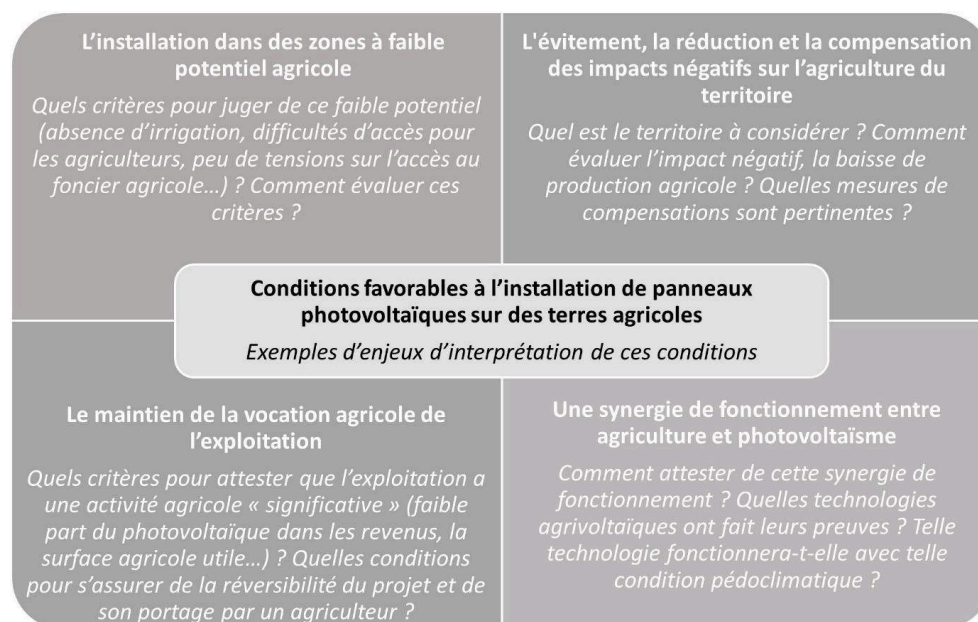 L’installation dans des zones à faible
potentiel agricole
Quels critères pour juger de ce faible potentiel
(absence d’irrigation, difficultés d’accès pour
les agriculteurs, peu de tensions sur l’accès au
foncier agricole…) ? Comment évaluer ces
critères ?
L'évitement, la réduction et la compensation
des impacts négatifs sur l’agriculture du
territoire
Quel est le territoire à considérer ? Comment
évaluer l’impact négatif, la baisse de
production agricole ? Quelles mesures de
compensations sont pertinentes ?
Conditions favorables à l’installation de panneaux
photovoltaïques sur des terres agricoles
Exemples d’enjeux d’interprétation de ces conditions
Le maintien de la vocation agricole de
l’exploitation
Quels critères pour attester que l’exploitation a
une activité agricole « significative » (faible
part du photovoltaïque dans les revenus, la
surface agricole utile…) ? Quelles conditions
pour s’assurer de la réversibilité du projet et de
son portage par un agriculteur ?
Une synergie de fonctionnement entre
agriculture et photovoltaïsme
Comment attester de cette synergie de
fonctionnement ? Quelles technologies
agrivoltaïques ont fait leurs preuves ? Telle
technologie fonctionnera-t-elle avec telle
condition pédoclimatique ?